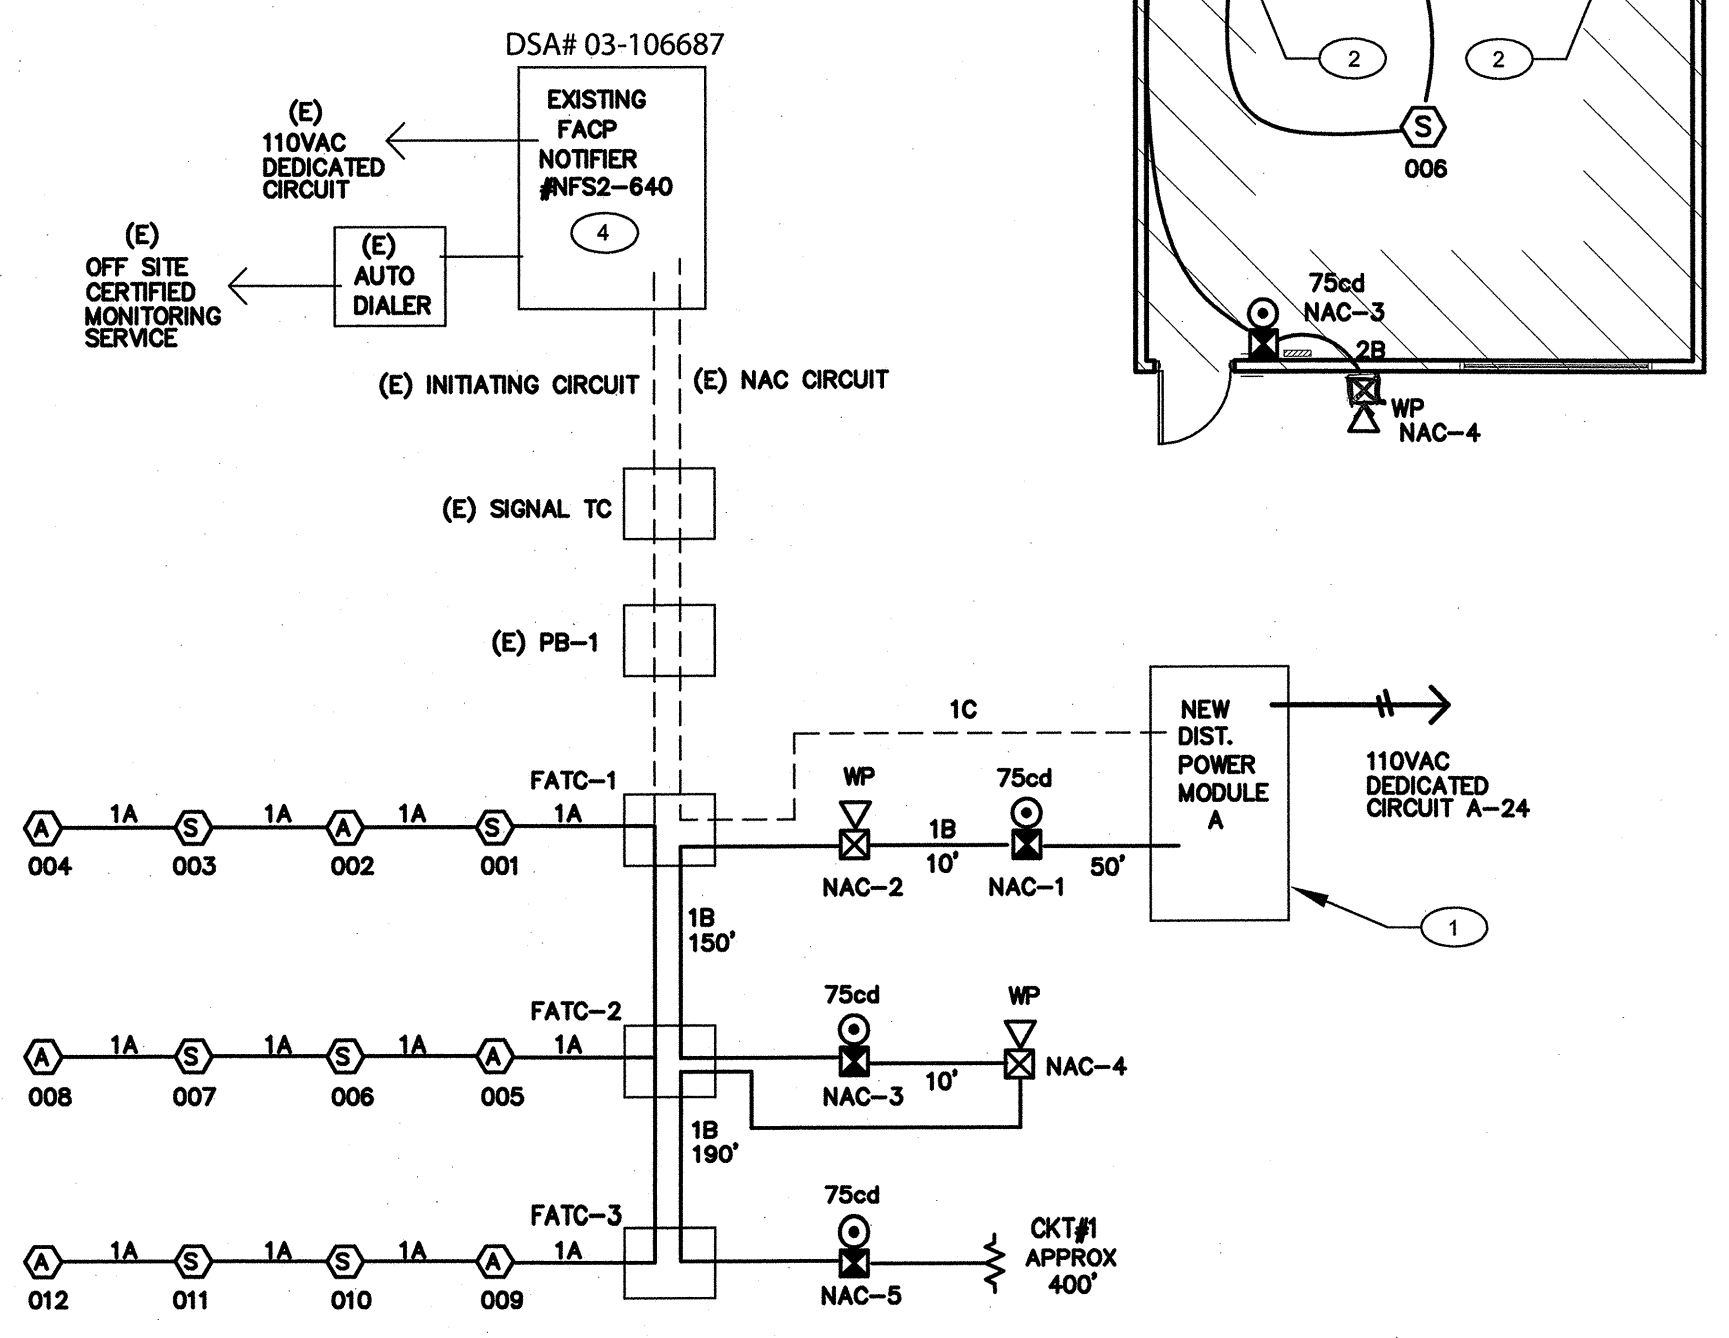 DSA# 03-106687
EXISTING
FACP
NOTIFIER
#NFS2-640
4
(E)
110VAC
DEDICATED
CIRCUIT
(E)
AUTO
DIALER
(E)
OFF SITE
CERTIFIED
MONITORING
SERVICE
(E) INITIATING CIRCUIT
(E) NAC CIRCUIT
(E) SIGNAL TC
(E) PB-1
2
2
S
006
75cd
NAC-3
2B
WP
NAC-4
1C
NEW
DIST.
POWER
MODULE
A
110VAC
DEDICATED
CIRCUIT A-24
1
FATC-1
A 1A S 1A A 1A S 1A
004 003 002 001
WP
NAC-2
1B
10'
75cd
NAC-1
50'
1B
150'
FATC-2
A 1A S 1A S 1A A 1A
008 007 006 005
75cd
NAC-3
10'
WP
NAC-4
1B
190'
FATC-3
A 1A S 1A S 1A A 1A
012 011 010 009
75cd
NAC-5
CKT#1
APPROX
400'